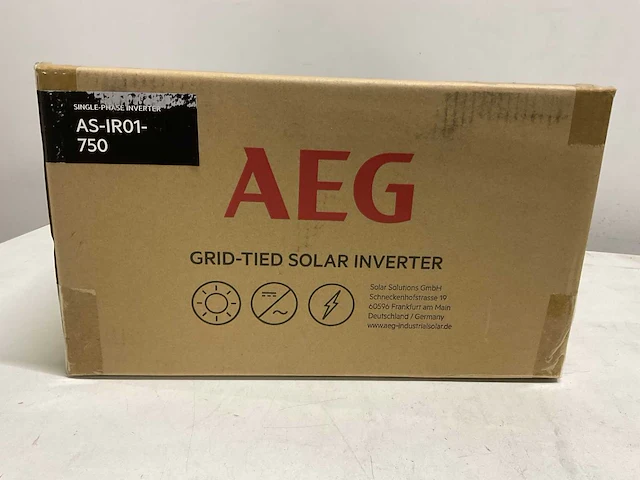 SINGLE-PHASE INVERTER
AS-IR01-
750
AEG
GRID-TIED SOLAR INVERTER
Solar Solutions GmbH
Schneckenhofstrasse 19
60596 Frankfurt am Main
Deutschland / Germany
www.aeg-industrialsolar.de